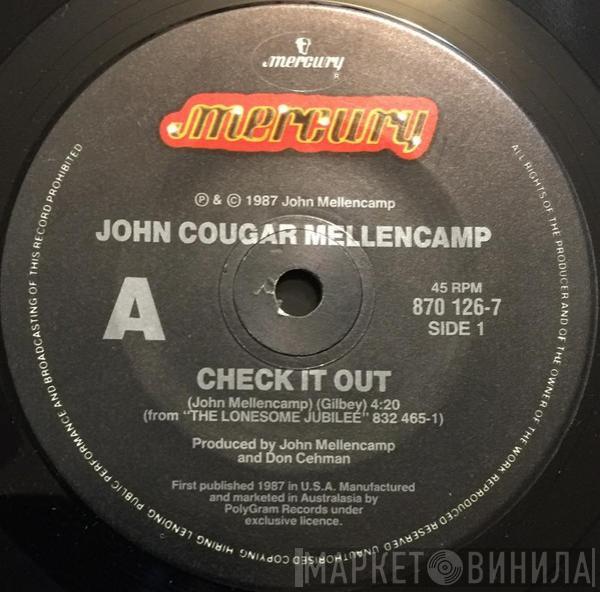 mercury
R
mercury
℗ & © 1987 John Mellencamp
JOHN COUGAR MELLENCAMP
A
45 RPM
870 126-7
SIDE 1
CHECK IT OUT
(John Mellencamp) (Gilbey) 4:20
(from "THE LONESOME JUBILEE" 832 465-1)
Produced by John Mellencamp
and Don Cehman
First published 1987 in U.S.A. Manufactured
and marketed in Australasia by
PolyGram Records under
exclusive licence.
ALL RIGHTS OF THE PRODUCER AND OF THE OWNER OF THE WORK REPRODUCED RESERVED UNAUTHORISED COPYING HIRING LENDING PUBLIC PERFORMANCE AND BROADCASTING OF THIS RECORD PROHIBITED
МАРКЕТ ВИНИЛА